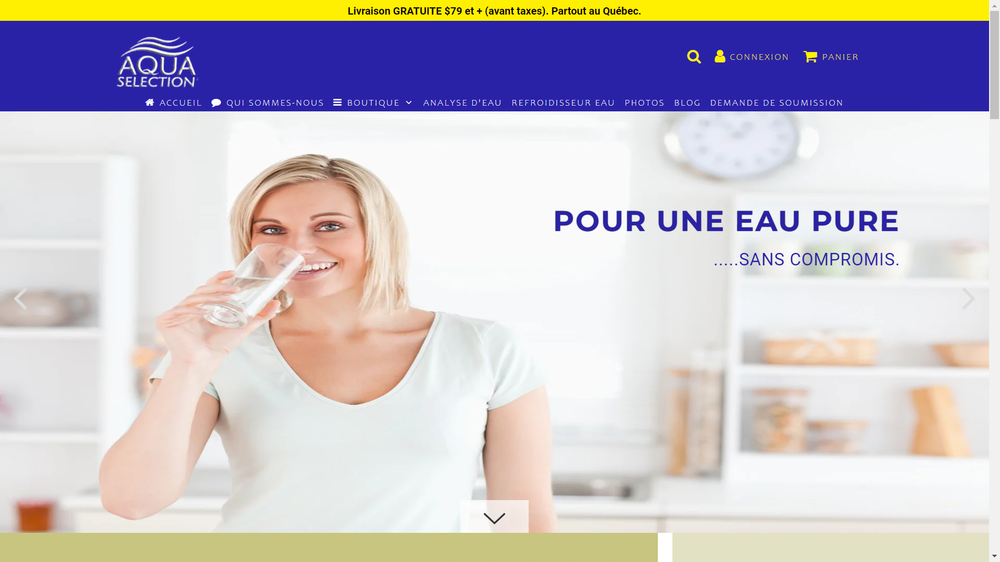 Livraison GRATUITE $79 et + (avant taxes). Partout au Québec.
AQUA
SELECTION
CONNEXION
PANIER
ACCUEIL QUI SOMMES-NOUS BOUTIQUE ANALYSE D'EAU REFROIDISSEUR EAU PHOTOS BLOG DEMANDE DE SOUMISSION
POUR UNE EAU PURE
.....SANS COMPROMIS.